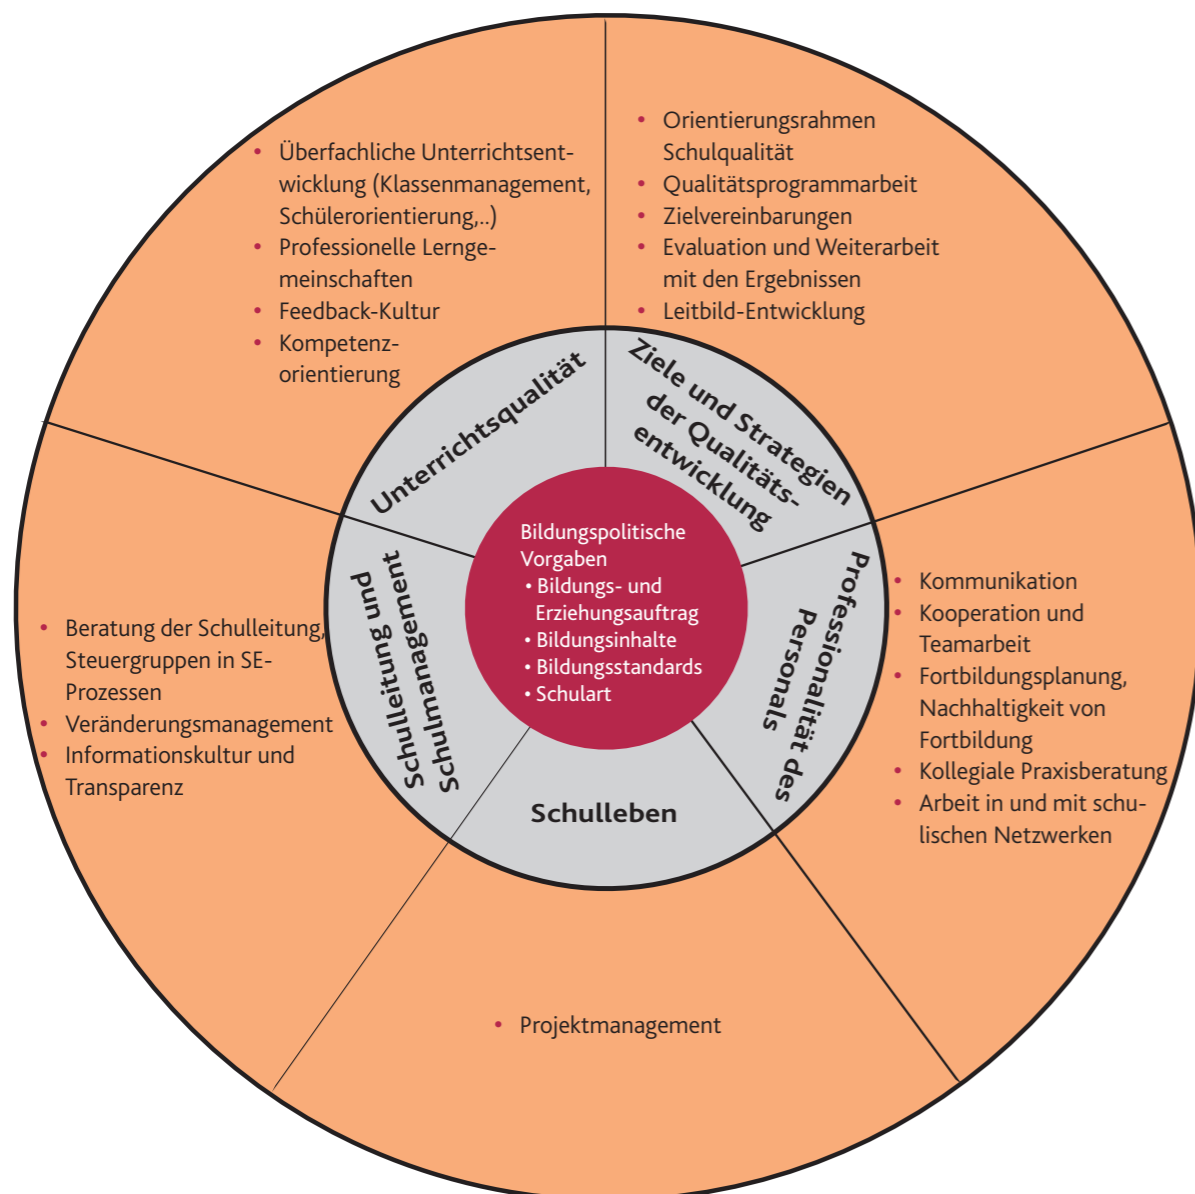 • Überfachliche Unterrichtsent-
wicklung (Klassenmanagement,
Schülerorientierung,..)
• Professionelle Lernge-
meinschaften
• Feedback-Kultur
• Kompetenz-
orientierung
• Orientierungsrahmen
Schulqualität
• Qualitätsprogrammarbeit
• Zielvereinbarungen
• Evaluation und Weiterarbeit
mit den Ergebnissen
• Leitbild-Entwicklung
Unterrichtsqualität
Ziele und Strategien
der Qualitäts-
entwicklung
Bildungspolitische
Vorgaben
• Bildungs- und
Erziehungsauftrag
• Bildungsinhalte
• Bildungsstandards
• Schulart
Schulleitung und
Schulmanagement
Professionalität des
Personals
Schulleben
• Beratung der Schulleitung,
Steuergruppen in SE-
Prozessen
• Veränderungsmanagement
• Informationskultur und
Transparenz
• Kommunikation
• Kooperation und
Teamarbeit
• Fortbildungsplanung,
Nachhaltigkeit von
Fortbildung
• Kollegiale Praxisberatung
• Arbeit in und mit schu-
lischen Netzwerken
• Projektmanagement